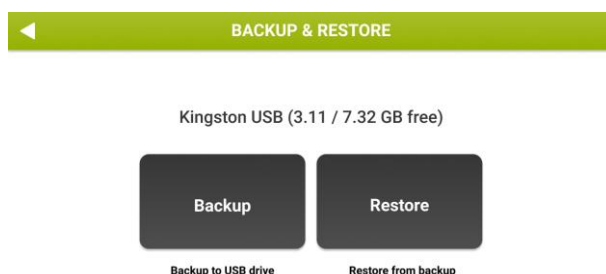 BACKUP & RESTORE
Kingston USB (3.11 / 7.32 GB free)
Backup
Restore
Backup to USB drive
Restore from backup